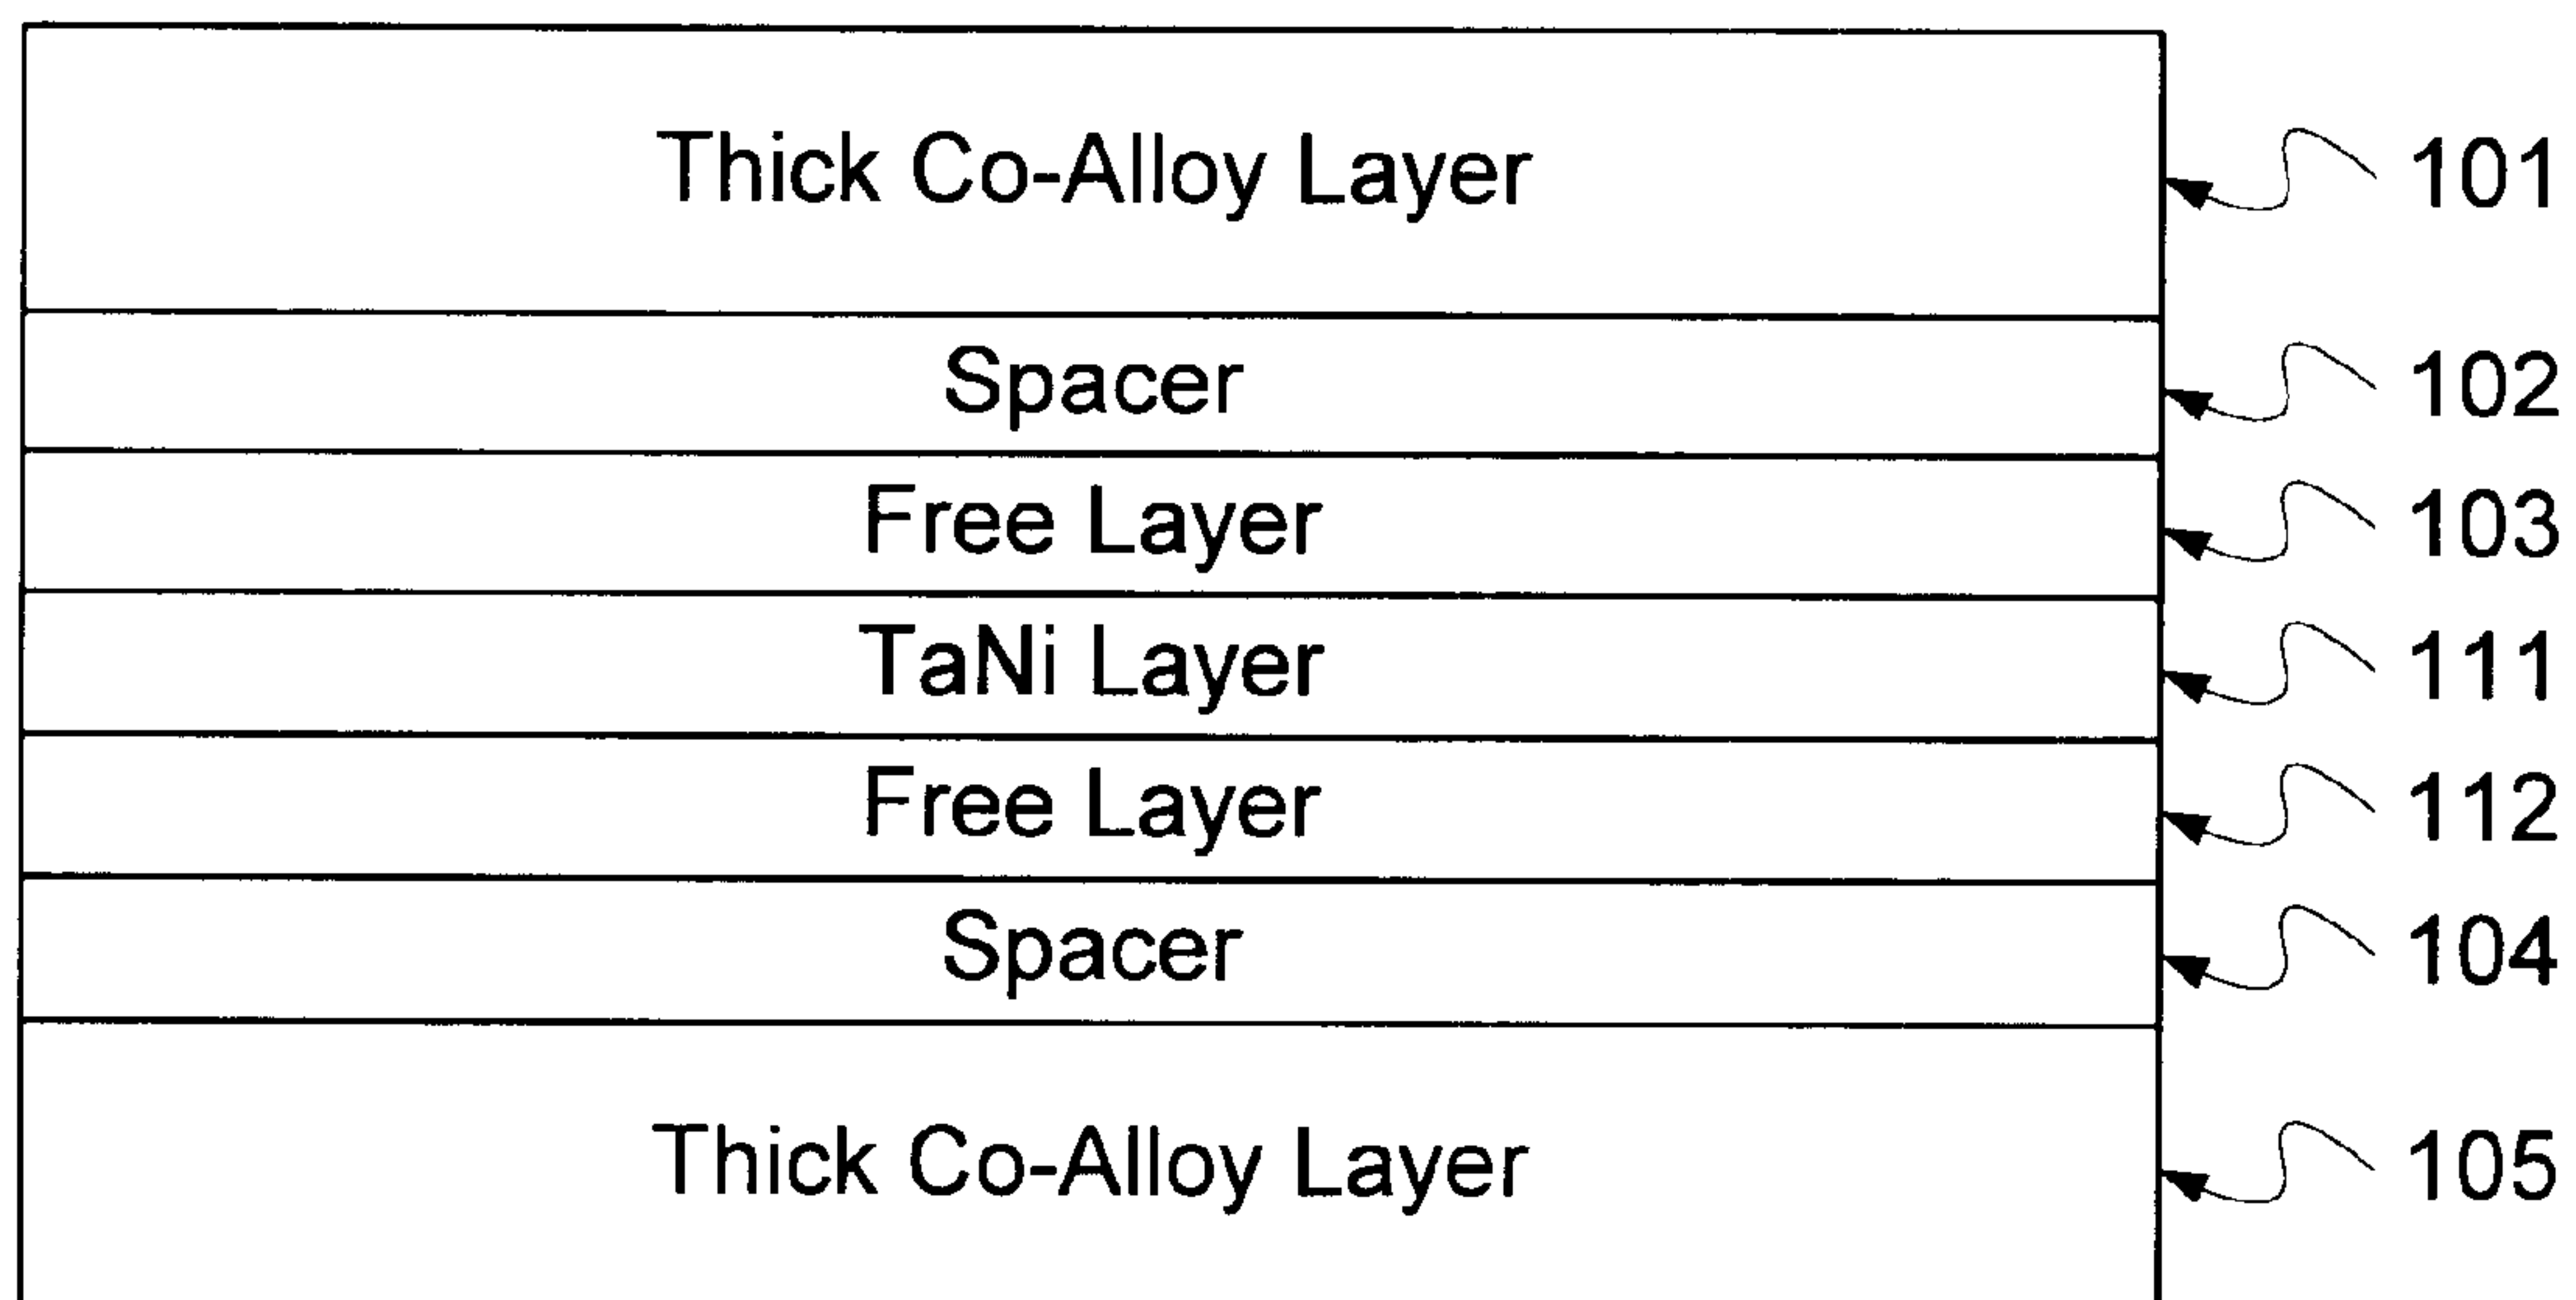 Thick Co-Alloy Layer 101
Spacer 102
Free Layer 103
TaNi Layer 111
Free Layer 112
Spacer 104
Thick Co-Alloy Layer 105